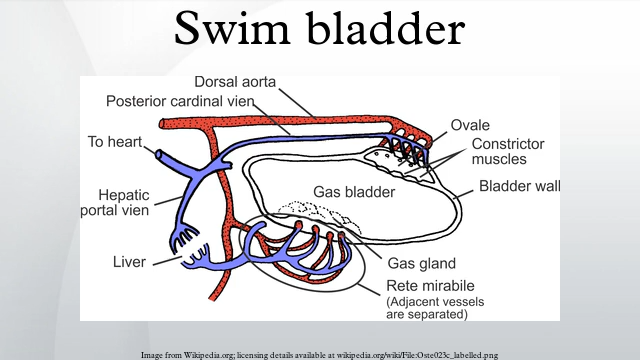 Swim bladder
Dorsal aorta
Posterior cardinal vien
To heart
Ovale
Constrictor
muscles
Bladder wall
Gas bladder
Hepatic
portal vien
Liver
Gas gland
Rete mirabile
(Adjacent vessels
are separated)
Image from Wikipedia.org; licensing details available at wikipedia.org/wiki/File:Oste023c_labelled.png